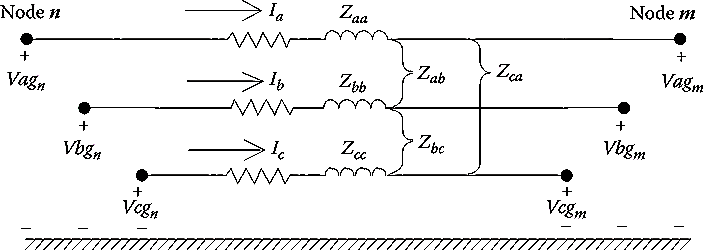 Node n
I_a
Z_aa
Node m
+
Vag_n
I_b
Z_bb
Z_ab
Z_ca
+
Vag_m
+
Vbg_n
I_c
Z_cc
Z_bc
+
Vbg_m
+
Vcg_n
+
Vcg_m
− − − − − −